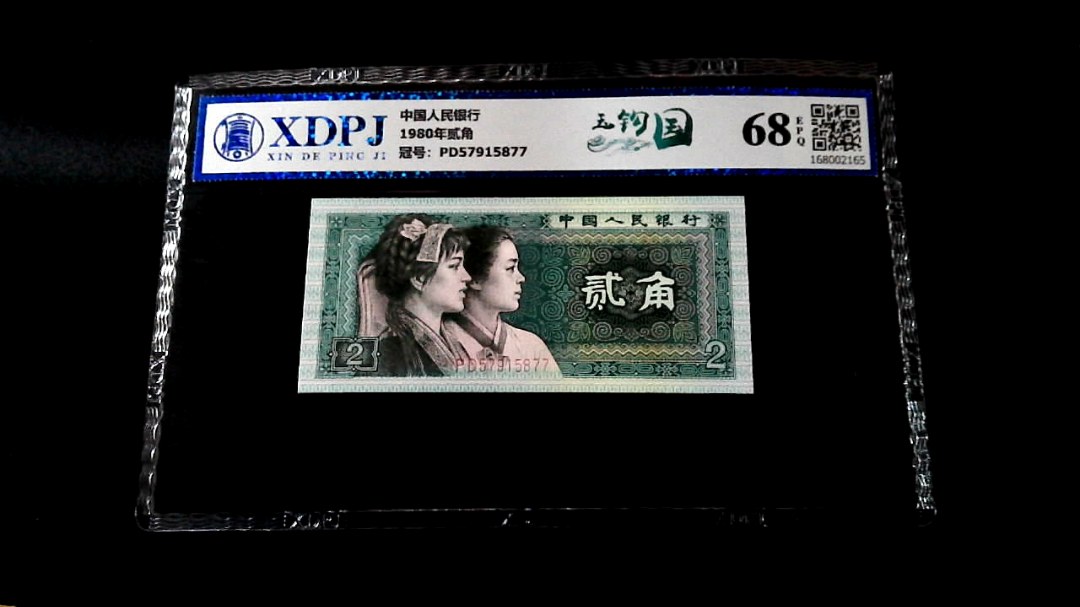 XDPJ
XIN DE PING JI
中国人民银行
1980年贰角
冠号：PD57915877
玉钩国
68
EPQ
168002165
中国人民银行
贰角
2
PD57915877
2